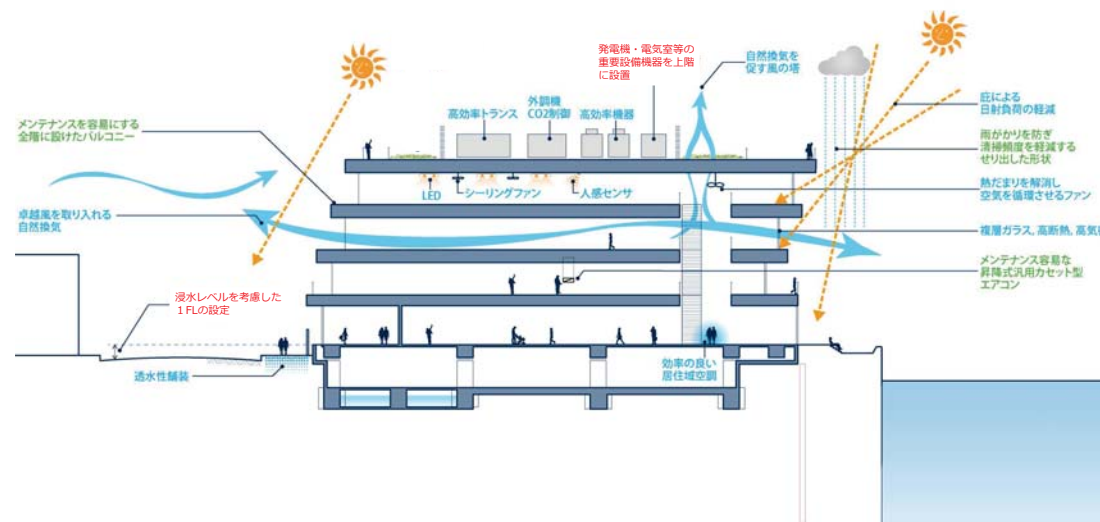 発電機・電気室等の
重要設備機器を上階
に設置
自然換気を
促す風の塔
外調機
CO2制御
高効率トランス
高効率機器
庇による
日射負荷の軽減
メンテナンスを容易にする
全階に設けたバルコニー
雨がかりを防ぎ
清掃頻度を軽減する
せり出した形状
LED
シーリングファン
人感センサ
熱だまりを解消し
空気を循環させるファン
卓越風を取り入れる
自然換気
複層ガラス,高断熱,高気
メンテナンス容易な
昇降式汎用カセット型
エアコン
浸水レベルを考慮した
１FLの設定
効率の良い
居住域空調
透水性舗装